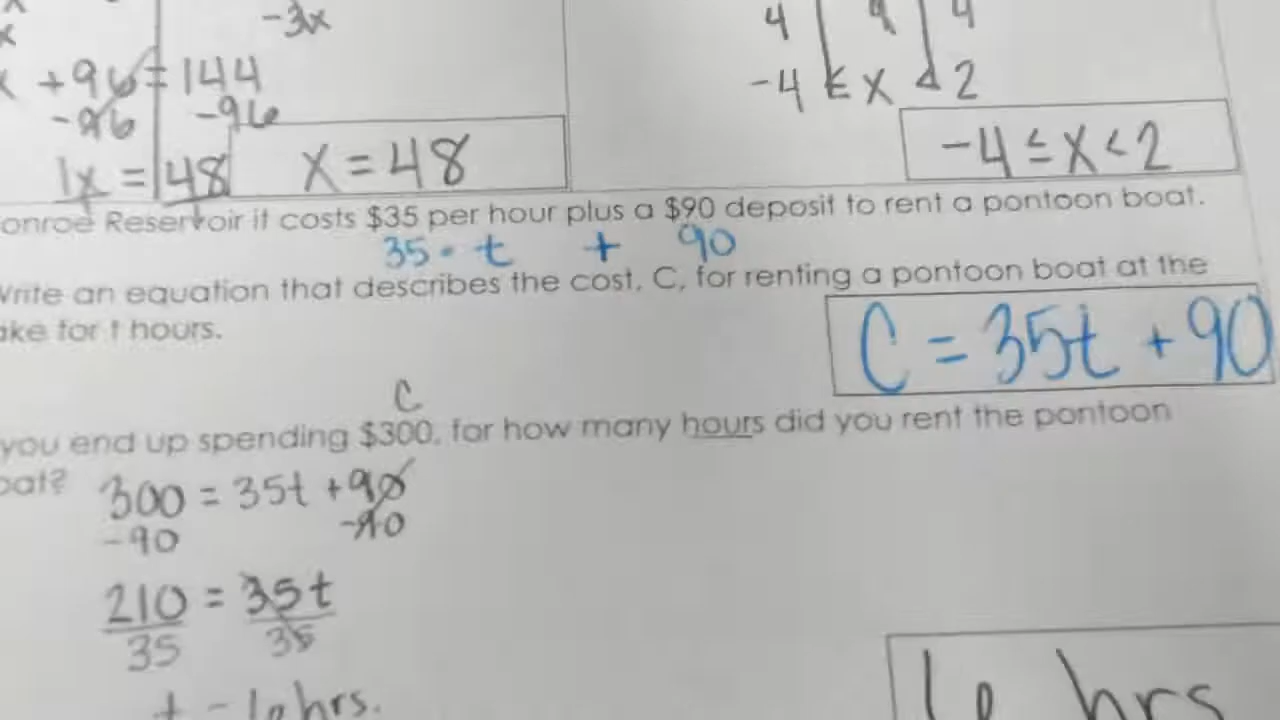 -3x
+96 = 144
-96 -96
1x = 48
x = 48
4 4
-4 ≤ x < 2
-4 ≤ x < 2
onroe Reservoir it costs $35 per hour plus a $90 deposit to rent a pontoon boat.
35 · t + 90
Write an equation that describes the cost, C, for renting a pontoon boat at the
ake for t hours.
C = 35t + 90
C
you end up spending $300, for how many hours did you rent the pontoon
oat?
300 = 35t + 90
-90 -90
210 = 35t
35 35
t = 6 hrs.
6 hrs